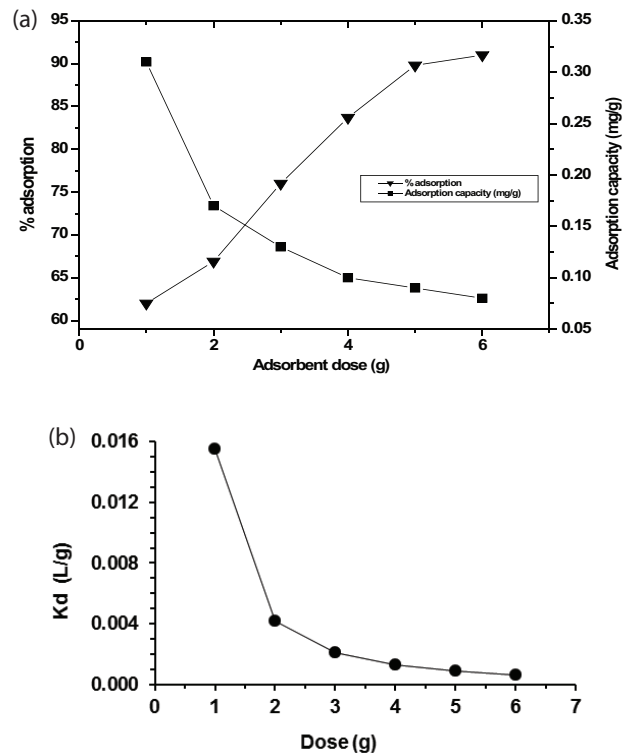 (a)
95
90
85
80
75
70
65
60
% adsorption
0.35
0.30
0.25
0.20
0.15
0.10
0.05
Adsorption capacity (mg/g)
% adsorption
Adsorption capacity (mg/g)
0 2 4 6
Adsorbent dose (g)
(b)
0.016
0.012
0.008
0.004
0.000
Kd (L/g)
0 1 2 3 4 5 6 7
Dose (g)